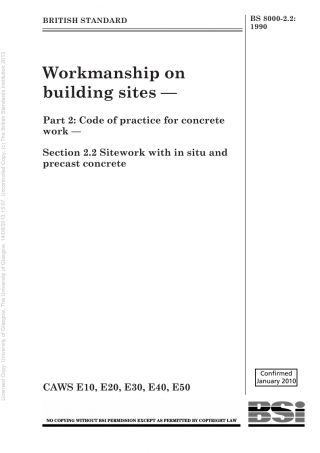 BRITISH STANDARD
BS 8000-2.2:
1990
Workmanship on
building sites —
Part 2: Code of practice for concrete
work —
Section 2.2 Sitework with in situ and
precast concrete
CAWS E10, E20, E30, E40, E50
Confirmed
January 2010
BSi
NO COPYING WITHOUT BSI PERMISSION EXCEPT AS PERMITTED BY COPYRIGHT LAW
Licensed Copy: University of Glasgow, The University of Glasgow, 14/03/2013 15:07, Uncontrolled Copy, (c) The British Standards Institution 2013